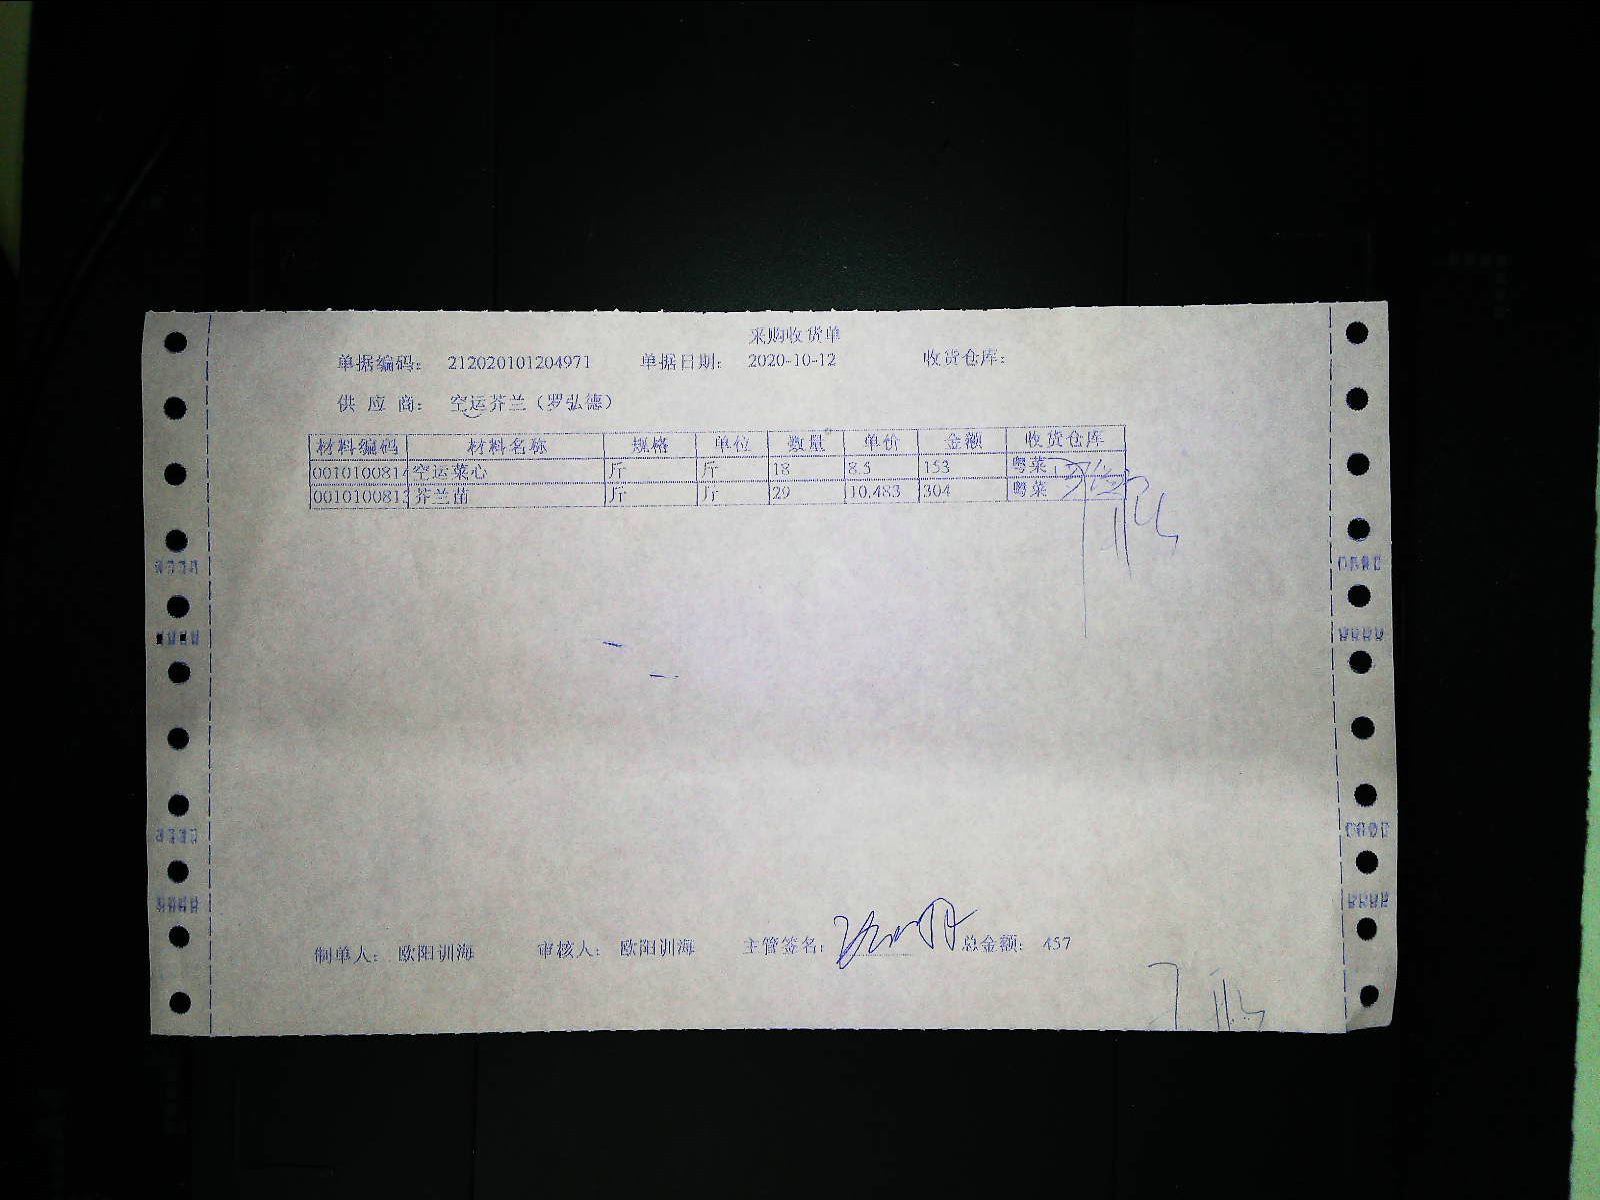 采购收货单
单据编码: 212020101204971 单据日期: 2020-10-12 收货仓库:
供 应 商: 空运芥兰(罗弘德)
材料编码 材料名称 规格 单位 数量 单价 金额 收货仓库
0010100814 空运菜心 斤 斤 18 8.5 153 粤菜
0010100813 芥兰苗 斤 斤 29 10.483 304 粤菜
制单人: 欧阳训海 审核人: 欧阳训海 主管签名: 总金额: 457